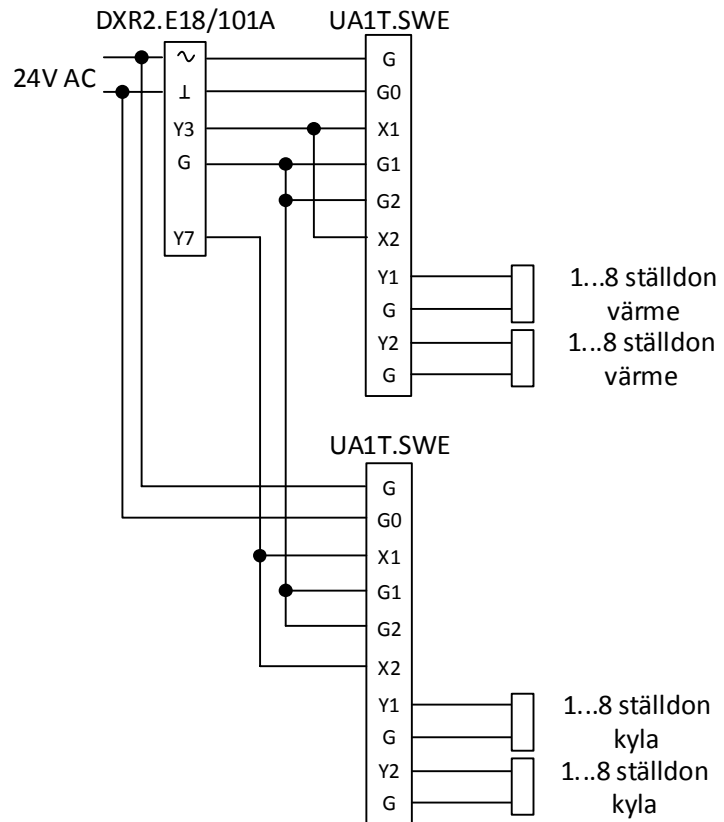 DXR2.E18/101A
UA1T.SWE
24V AC
~
⊥
Y3
G
Y7
G
G0
X1
G1
G2
X2
Y1
G
Y2
G
1...8 ställdon
värme
1...8 ställdon
värme
UA1T.SWE
G
G0
X1
G1
G2
X2
Y1
G
Y2
G
1...8 ställdon
kyla
1...8 ställdon
kyla